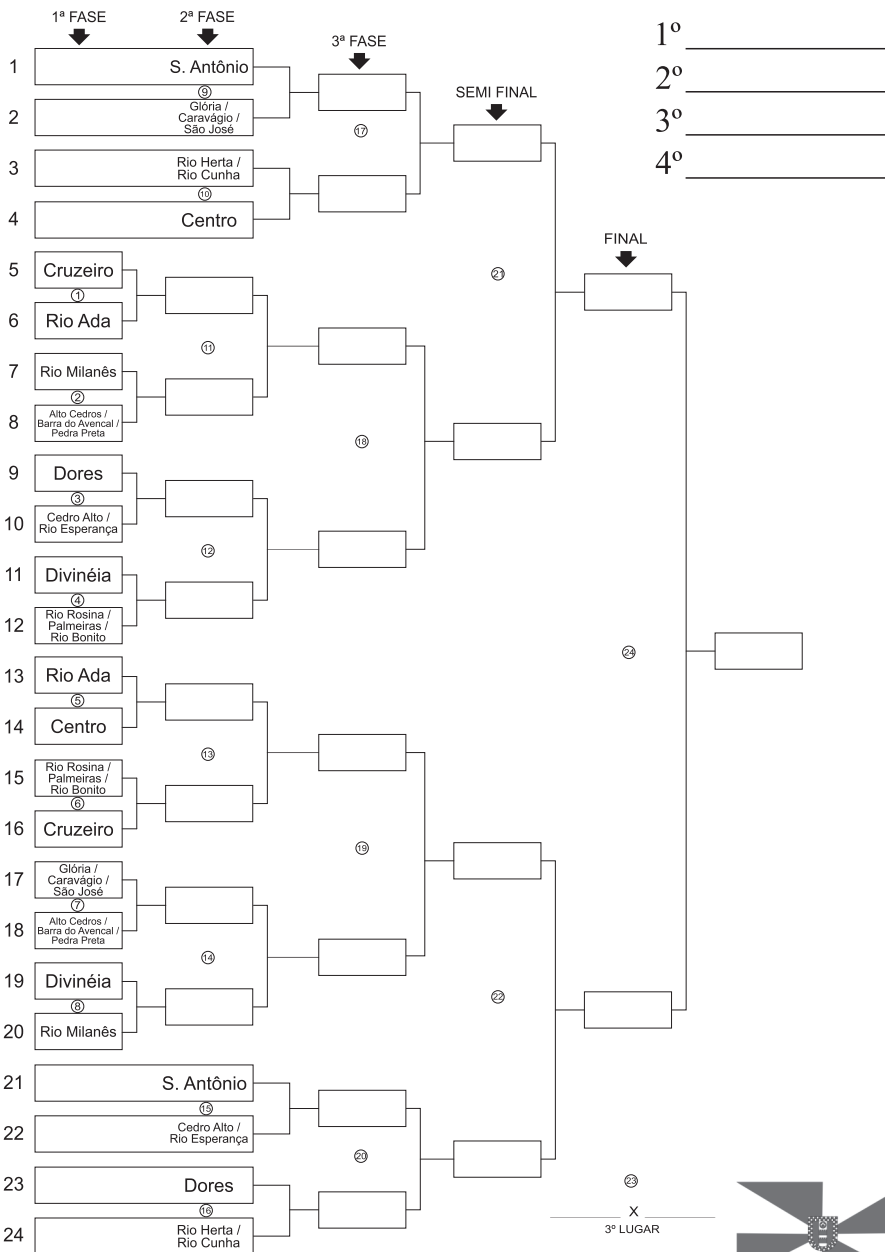 1ª FASE
2ª FASE
3ª FASE
SEMI FINAL
FINAL
1º
2º
3º
4º
1
S. Antônio
9
2
Glória /
Caravágio /
São José
3
Rio Herta /
Rio Cunha
10
4
Centro
17
5
Cruzeiro
1
6
Rio Ada
11
7
Rio Milanês
2
8
Alto Cedros /
Barra do Avencal /
Pedra Preta
18
21
9
Dores
3
10
Cedro Alto /
Rio Esperança
12
11
Divinéia
4
12
Rio Rosina /
Palmeiras /
Rio Bonito
24
13
Rio Ada
5
14
Centro
13
15
Rio Rosina /
Palmeiras /
Rio Bonito
6
16
Cruzeiro
19
17
Glória /
Caravágio /
São José
7
18
Alto Cedros /
Barra do Avencal /
Pedra Preta
14
19
Divinéia
8
20
Rio Milanês
22
21
S. Antônio
15
22
Cedro Alto /
Rio Esperança
20
23
Dores
16
24
Rio Herta /
Rio Cunha
23
X
3º LUGAR